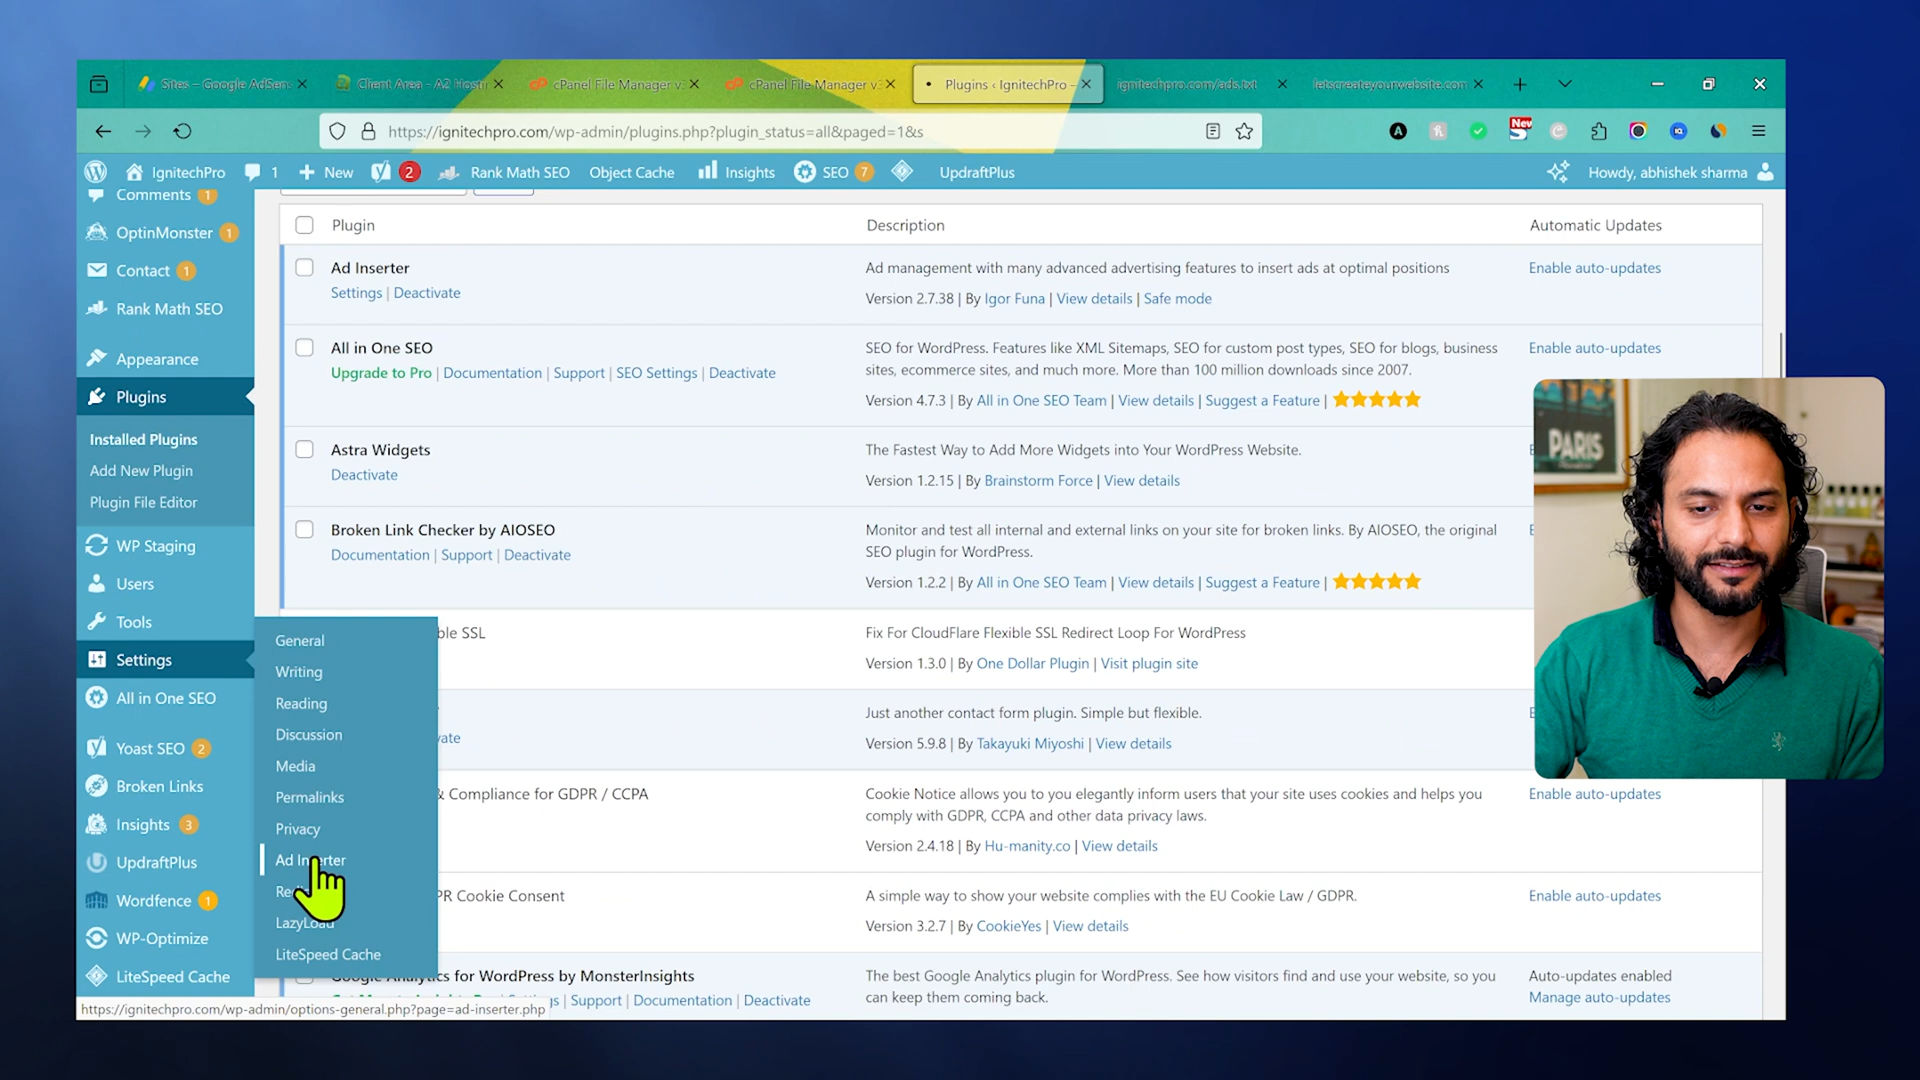 Sites – Google AdSen
Client Area - A2 Hosti
cPanel File Manager v
cPanel File Manager v
Plugins ‹ IgnitechPro –
ignitechpro.com/ads.txt
letscreateyourwebsite.com
https://ignitechpro.com/wp-admin/plugins.php?plugin_status=all&paged=1&s
New
IgnitechPro
1
New
2
Rank Math SEO
Object Cache
Insights
SEO 7
UpdraftPlus
Howdy, abhishek sharma
Comments 1
OptinMonster 1
Contact 1
Rank Math SEO
Appearance
Plugins
Installed Plugins
Add New Plugin
Plugin File Editor
WP Staging
Users
Tools
Settings
All in One SEO
Yoast SEO 2
Broken Links
Insights 3
UpdraftPlus
Wordfence 1
WP-Optimize
LiteSpeed Cache
General
Writing
Reading
Discussion
Media
Permalinks
Privacy
Ad Inserter
LazyLoad
LiteSpeed Cache
Plugin
Description
Automatic Updates
Ad Inserter
Settings | Deactivate
Ad management with many advanced advertising features to insert ads at optimal positions
Version 2.7.38 | By Igor Funa | View details | Safe mode
Enable auto-updates
All in One SEO
Upgrade to Pro | Documentation | Support | SEO Settings | Deactivate
SEO for WordPress. Features like XML Sitemaps, SEO for custom post types, SEO for blogs, business
sites, ecommerce sites, and much more. More than 100 million downloads since 2007.
Version 4.7.3 | By All in One SEO Team | View details | Suggest a Feature |
Enable auto-updates
Astra Widgets
Deactivate
The Fastest Way to Add More Widgets into Your WordPress Website.
Version 1.2.15 | By Brainstorm Force | View details
Broken Link Checker by AIOSEO
Documentation | Support | Deactivate
Monitor and test all internal and external links on your site for broken links. By AIOSEO, the original
SEO plugin for WordPress.
Version 1.2.2 | By All in One SEO Team | View details | Suggest a Feature |
ble SSL
Fix For CloudFlare Flexible SSL Redirect Loop For WordPress
Version 1.3.0 | By One Dollar Plugin | Visit plugin site
vate
Just another contact form plugin. Simple but flexible.
Version 5.9.8 | By Takayuki Miyoshi | View details
& Compliance for GDPR / CCPA
Cookie Notice allows you to you elegantly inform users that your site uses cookies and helps you
comply with GDPR, CCPA and other data privacy laws.
Version 2.4.18 | By Hu-manity.co | View details
Enable auto-updates
PR Cookie Consent
A simple way to show your website complies with the EU Cookie Law / GDPR.
Version 3.2.7 | By CookieYes | View details
Enable auto-updates
Google Analytics for WordPress by MonsterInsights
| Support | Documentation | Deactivate
The best Google Analytics plugin for WordPress. See how visitors find and use your website, so you
can keep them coming back.
Auto-updates enabled
Manage auto-updates
https://ignitechpro.com/wp-admin/options-general.php?page=ad-inserter.php
PARIS